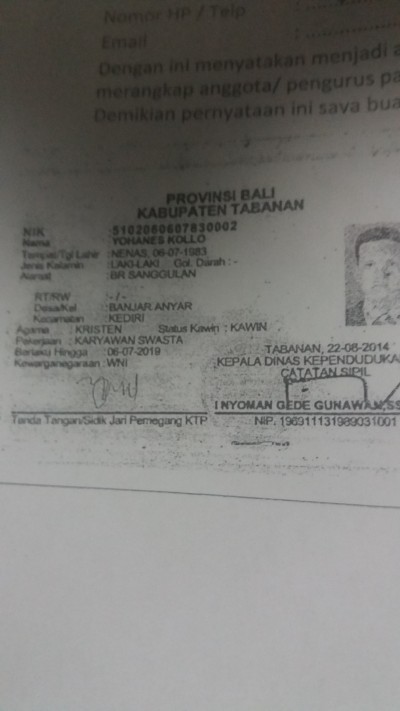 Nomor HP / Telp :
Email :
Dengan ini menyatakan menjadi a
merangkap anggota/ pengurus pa
Demikian pernyataan ini saya bua
PROVINSI BALI
KABUPATEN TABANAN
NIK : 5102060607830002
Nama : YOHANES KOLLO
Tempat/Tgl Lahir : NENAS, 06-07-1983
Jenis Kelamin : LAKI-LAKI Gol. Darah : -
Alamat : BR SANGGULAN
RT/RW : - / -
Desa/Kel : BANJAR ANYAR
Kecamatan : KEDIRI
Agama : KRISTEN Status Kawin : KAWIN
Pekerjaan : KARYAWAN SWASTA
Berlaku Hingga : 06-07-2019
Kewarganegaraan : WNI
TABANAN, 22-08-2014
KEPALA DINAS KEPENDUDUKA
CATATAN SIPIL
I NYOMAN GEDE GUNAWAN,SS
Tanda Tangan/Sidik Jari Pemegang KTP
NIP. 196911131989031001